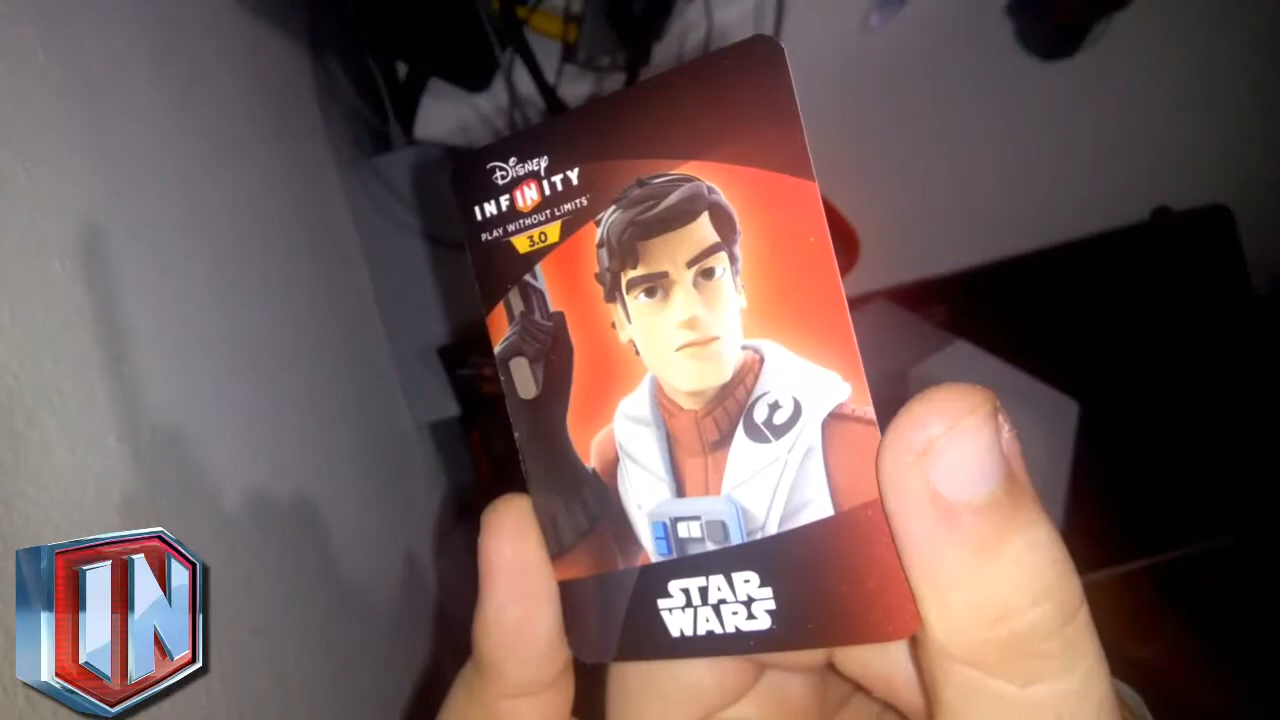 Disney
INFINITY
PLAY WITHOUT LIMITS
3.0
STAR
WARS
IN